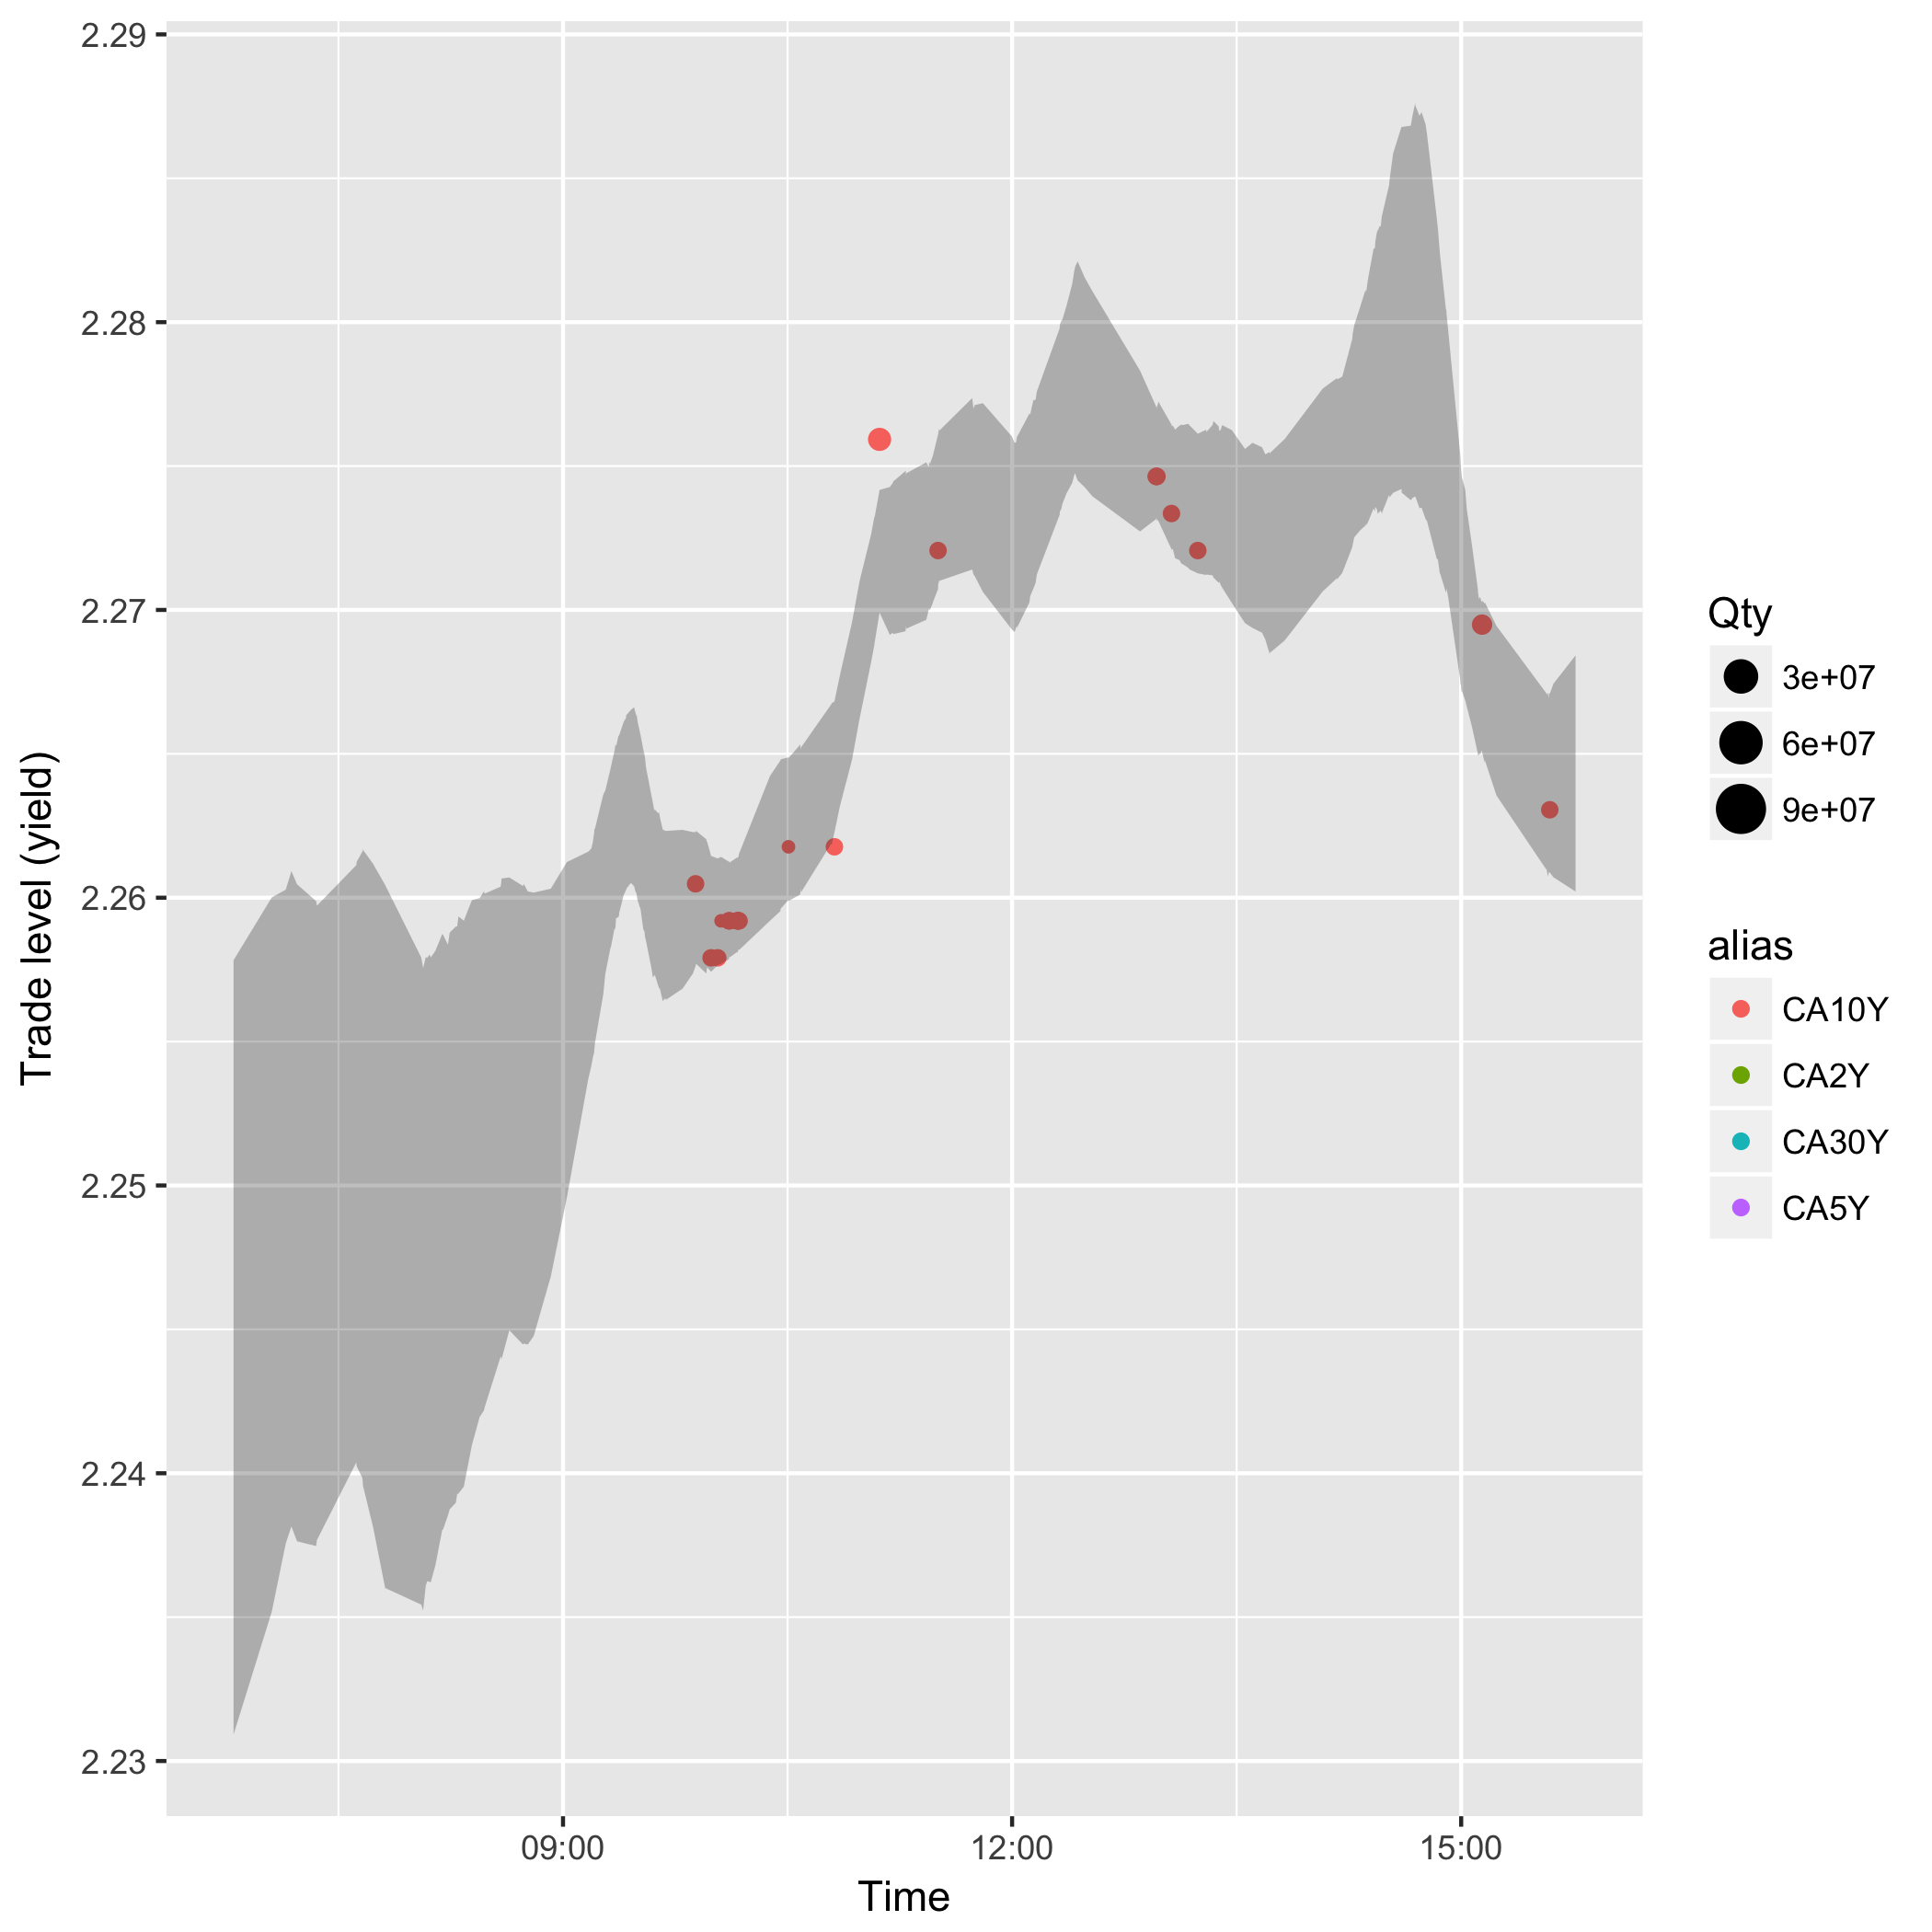 2.29
2.28
2.27
2.26
2.25
2.24
2.23
Trade level (yield)
09:00
12:00
15:00
Time
Qty
3e+07
6e+07
9e+07
alias
CA10Y
CA2Y
CA30Y
CA5Y